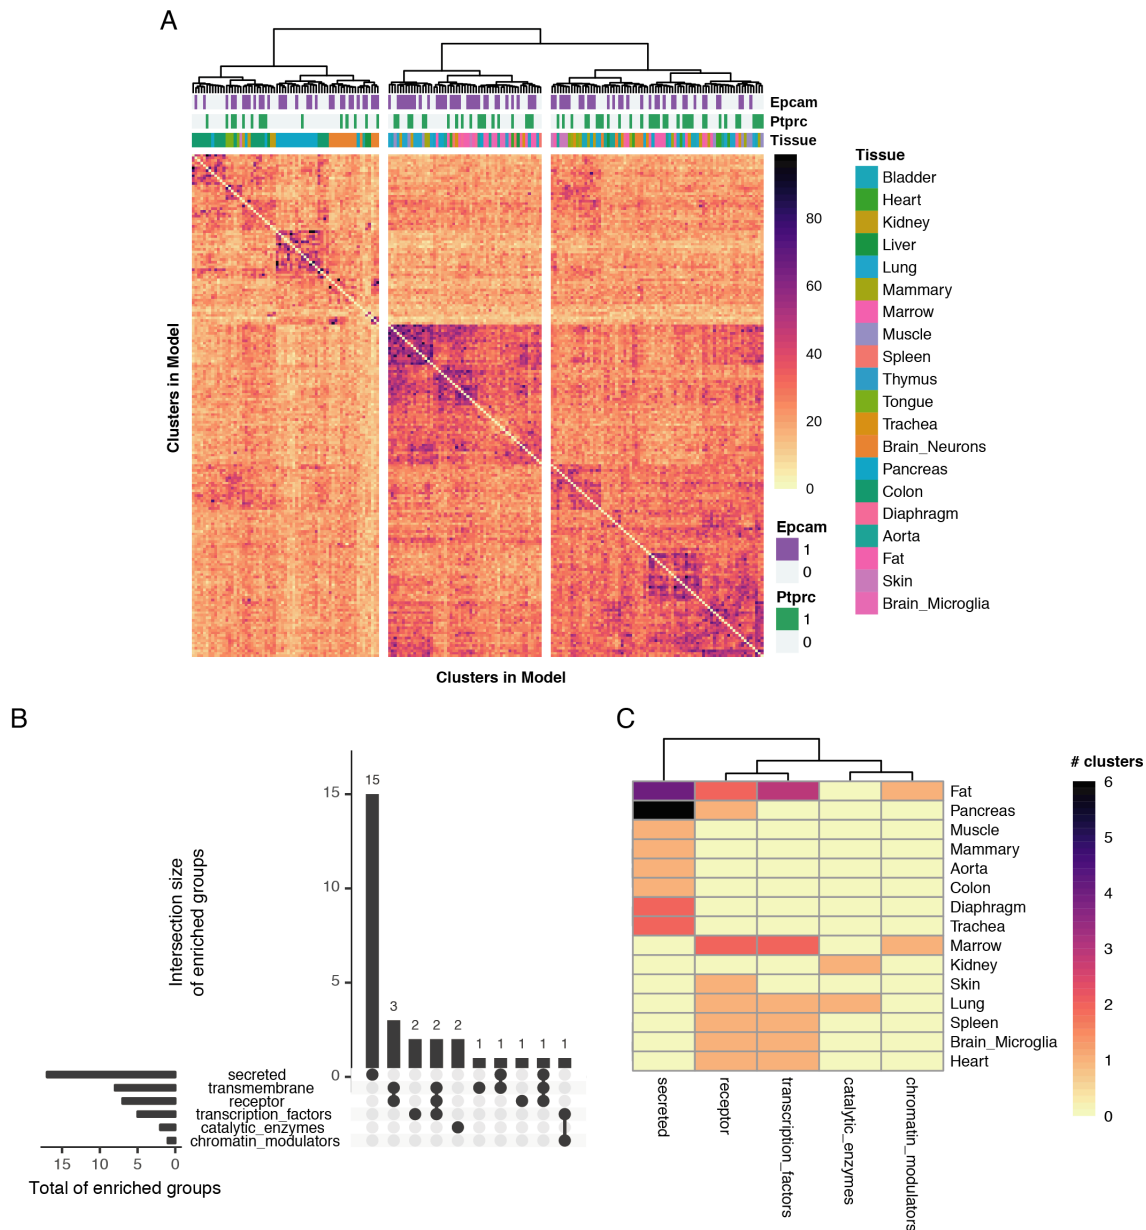 A
Epcam
Ptprc
Tissue
80
60
40
20
0
Clusters in Model
Clusters in Model
Epcam
1
0
Ptprc
1
0
Tissue
Bladder
Heart
Kidney
Liver
Lung
Mammary
Marrow
Muscle
Spleen
Thymus
Tongue
Trachea
Brain_Neurons
Pancreas
Colon
Diaphragm
Aorta
Fat
Skin
Brain_Microglia
B
Intersection size
of enriched groups
15
10
5
0
15
3
2
2
2
1
1
1
1
1
secreted
transmembrane
receptor
transcription_factors
catalytic_enzymes
chromatin_modulators
15
10
5
0
Total of enriched groups
C
# clusters
6
5
4
3
2
1
0
Fat
Pancreas
Muscle
Mammary
Aorta
Colon
Diaphragm
Trachea
Marrow
Kidney
Skin
Lung
Spleen
Brain_Microglia
Heart
secreted
receptor
transcription_factors
catalytic_enzymes
chromatin_modulators